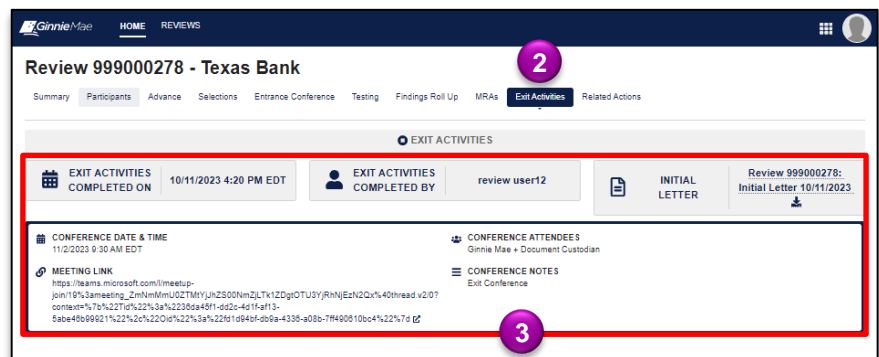 GinnieMae HOME REVIEWS
Review 999000278 - Texas Bank
2
Summary Participants Advance Selections Entrance Conference Testing Findings Roll Up MRAs Exit Activities Related Actions
EXIT ACTIVITIES
EXIT ACTIVITIES
COMPLETED ON
10/11/2023 4:20 PM EDT
EXIT ACTIVITIES
COMPLETED BY
review user12
INITIAL
LETTER
Review 999000278:
Initial Letter 10/11/2023
CONFERENCE DATE & TIME
11/2/2023 9:30 AM EDT
CONFERENCE ATTENDEES
Ginnie Mae + Document Custodian
MEETING LINK
https://teams.microsoft.com/l/meetup-
join/19%3ameeting_ZmNmMmU0ZTMtYjJhZS00NmZjLTk1ZDgtOTU3YjRhNjEzN2Qx%40thread.v2/0?
context=%7b%22Tid%22%3a%2236da45f1-dd2c-4d1f-af13-
5abe46b99921%22%2c%22Oid%22%3a%22fd1d94bf-db9a-4336-a08b-7ff490610bc4%22%7d
CONFERENCE NOTES
Exit Conference
3